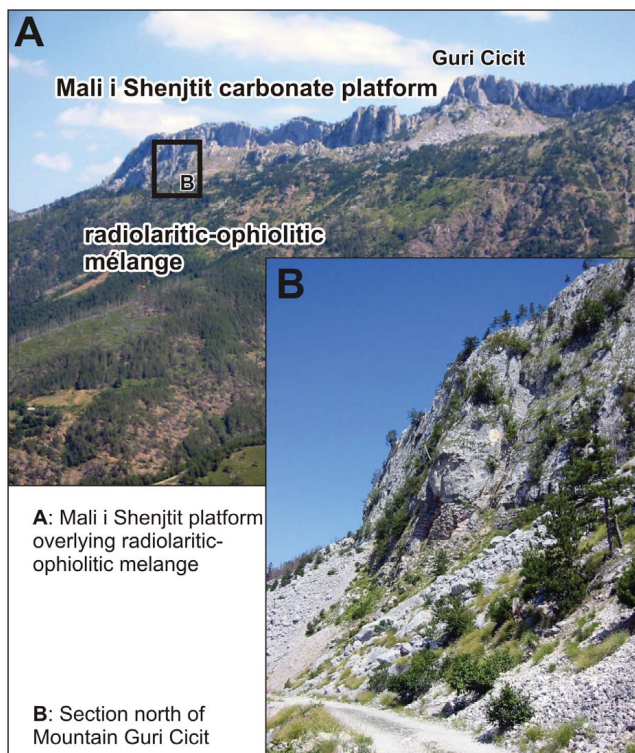 A
Guri Cicit
Mali i Shenjtit carbonate platform
B
radiolaritic-ophiolitic
mélange
B
A: Mali i Shenjtit platform
overlying radiolaritic-
ophiolitic melange
B: Section north of
Mountain Guri Cicit